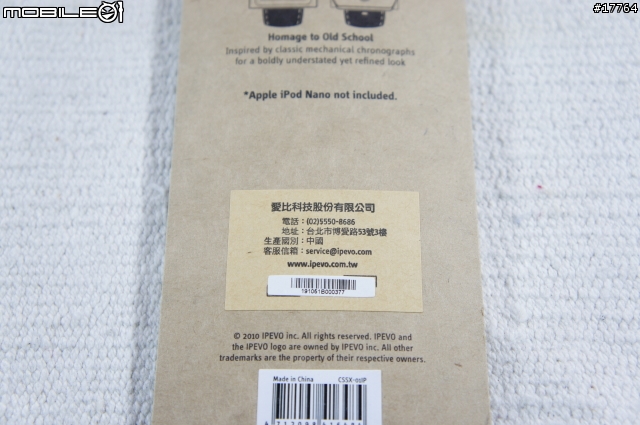 MOBILE01
#17764
Homage to Old School
Inspired by classic mechanical chronographs
for a boldly understated yet refined look
*Apple iPod Nano not included.
愛比科技股份有限公司
電話：(02)5550-8686
地址：台北市博愛路53號3樓
生產國別：中國
客服信箱：service@ipevo.com
www.ipevo.com.tw
191051B000377
© 2010 IPEVO inc. All rights reserved. IPEVO and
the IPEVO logo are owned by IPEVO inc. All other
trademarks are the property of their respective owners.
Made in China
CSSX-01IP